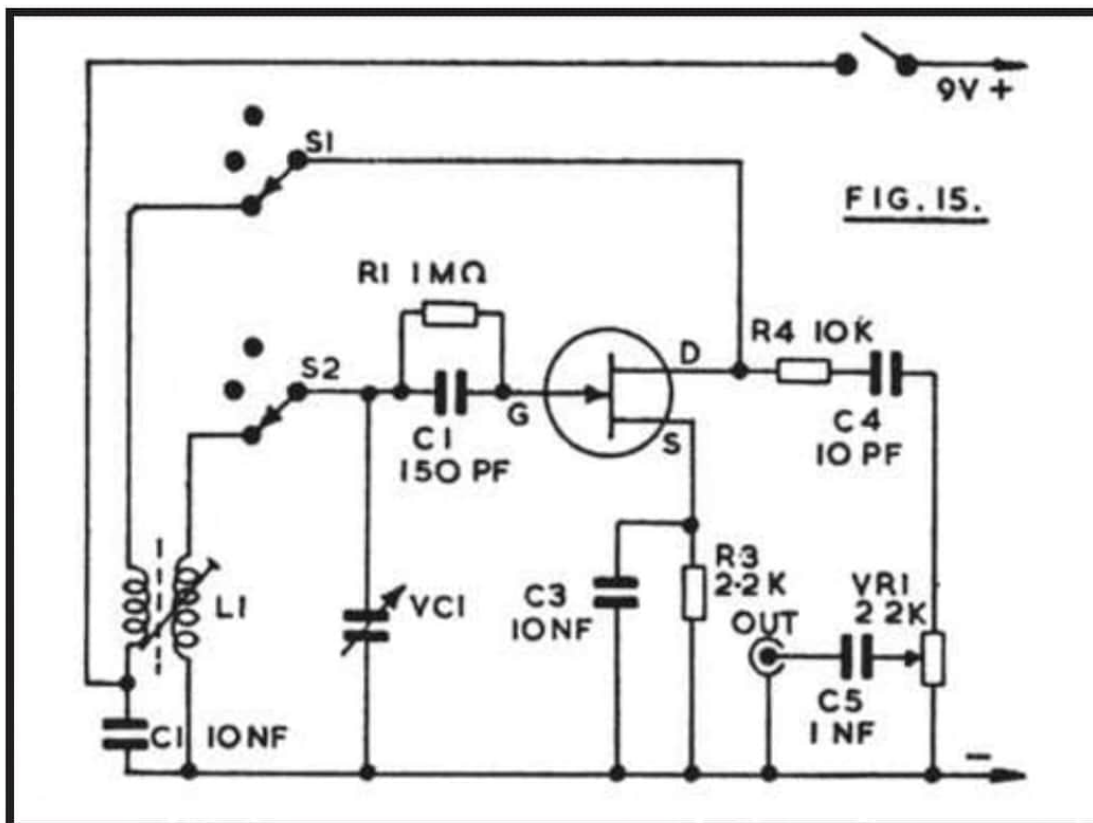 9V +
S1
FIG. 15.
R1 1MΩ
S2
D
R4 10K
G
C1
150 PF
S
C4
10 PF
R3
2.2 K
VR1
2 2K
L1
VC1
C3
10NF
OUT
C5
1 NF
C1 10NF
–